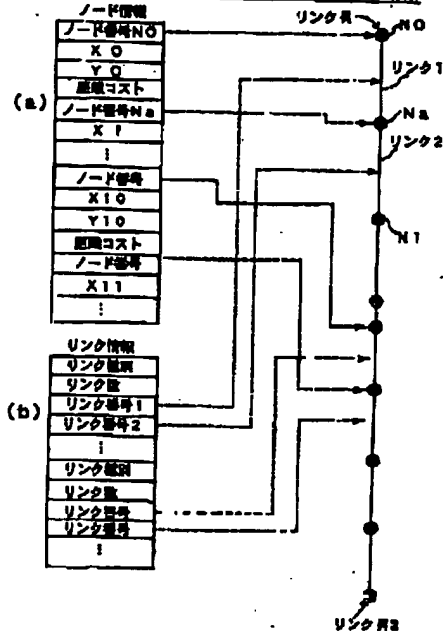 ノード情報
ノード番号N0
X 0
Y 0
距離コスト
ノード番号Na
X 1
⋮
ノード番号
X10
Y10
距離コスト
ノード番号
X11
⋮
(a)
リンク情報
リンク種別
リンク数
リンク番号1
リンク番号2
⋮
リンク種別
リンク数
リンク番号
リンク番号
⋮
(b)
リンク列
N0
リンク1
Na
リンク2
N1
リンク列2